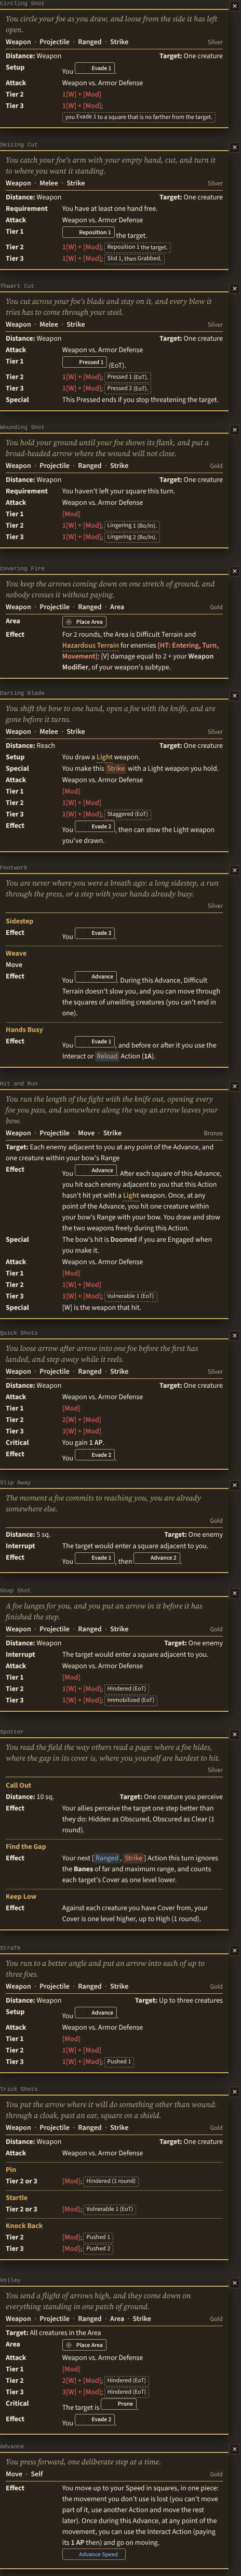 Circling Shot
You circle your foe as you draw, and loose from the side it has left
open.
Weapon · Projectile · Ranged · Strike Silver
Distance: Weapon Target: One creature
Setup You Evade 1.
Attack Weapon vs. Armor Defense
Tier 2 1[W] + [Mod]
Tier 3 1[W] + [Mod];
you Evade 1 to a square that is no farther from the target.
Seizing Cut
You catch your foe's arm with your empty hand, cut, and turn it
to where you want it standing.
Weapon · Melee · Strike Silver
Distance: Weapon Target: One creature
Requirement You have at least one hand free.
Attack Weapon vs. Armor Defense
Tier 1 Reposition 1 the target.
Tier 2 1[W] + [Mod]; Reposition 1 the target.
Tier 3 1[W] + [Mod]; Slid 1, then Grabbed.
Thwart Cut
You cut across your foe's blade and stay on it, and every blow it
tries has to come through your steel.
Weapon · Melee · Strike Silver
Distance: Weapon Target: One creature
Attack Weapon vs. Armor Defense
Tier 1 Pressed 1 (EoT).
Tier 2 1[W] + [Mod]; Pressed 1 (EoT).
Tier 3 1[W] + [Mod]; Pressed 2 (EoT).
Special This Pressed ends if you stop threatening the target.
Wounding Shot
You hold your ground until your foe shows its flank, and put a
broad-headed arrow where the wound will not close.
Weapon · Projectile · Ranged · Strike Gold
Distance: Weapon Target: One creature
Requirement You haven't left your square this turn.
Attack Weapon vs. Armor Defense
Tier 1 [Mod]
Tier 2 1[W] + [Mod]; Lingering 1 (Bo/In).
Tier 3 1[W] + [Mod]; Lingering 2 (Bo/In).
Covering Fire
You keep the arrows coming down on one stretch of ground, and
nobody crosses it without paying.
Weapon · Projectile · Ranged · Area Gold
Area Place Area
Effect For 2 rounds, the Area is Difficult Terrain and
Hazardous Terrain for enemies [HT: Entering, Turn,
Movement]: [V] damage equal to 2 + your Weapon
Modifier, of your weapon's subtype.
Darting Blade
You shift the bow to one hand, open a foe with the knife, and are
gone before it turns.
Weapon · Melee · Strike Silver
Distance: Reach Target: One creature
Setup You draw a Light weapon.
Special You make this Strike with a Light weapon you hold.
Attack Weapon vs. Armor Defense
Tier 1 [Mod]
Tier 2 1[W] + [Mod]
Tier 3 1[W] + [Mod]; Staggered (EoT)
Effect You Evade 2, then can stow the Light weapon
you've drawn.
Footwork
You are never where you were a breath ago: a long sidestep, a run
through the press, or a step with your hands already busy.
Silver
Sidestep
Effect You Evade 3.
Weave
Move
Effect You Advance. During this Advance, Difficult
Terrain doesn't slow you, and you can move through
the squares of unwilling creatures (you can't end in
one).
Hands Busy
Effect You Evade 1, and before or after it you use the
Interact or Reload Action (1A).
Hit and Run
You run the length of the fight with the knife out, opening every
foe you pass, and somewhere along the way an arrow leaves your
bow.
Weapon · Projectile · Move · Strike Bronze
Target: Each enemy adjacent to you at any point of the Advance, and
one creature within your bow's Range
Effect You Advance. After each square of this Advance,
you hit each enemy adjacent to you that this Action
hasn't hit yet with a Light weapon. Once, at any
point of the Advance, you hit one creature within
your bow's Range with your bow. You draw and stow
the two weapons freely during this Action.
Special The bow's hit is Doomed if you are Engaged when
you make it.
Attack Weapon vs. Armor Defense
Tier 1 [Mod]
Tier 2 1[W] + [Mod]
Tier 3 1[W] + [Mod]; Vulnerable 1 (EoT)
Special [W] is the weapon that hit.
Quick Shots
You loose arrow after arrow into one foe before the first has
landed, and step away while it reels.
Weapon · Projectile · Ranged · Strike Silver
Distance: Weapon Target: One creature
Attack Weapon vs. Armor Defense
Tier 1 [Mod]
Tier 2 2[W] + [Mod]
Tier 3 3[W] + [Mod]
Critical You gain 1 AP.
Effect You Evade 2.
Slip Away
The moment a foe commits to reaching you, you are already
somewhere else.
Gold
Distance: 5 sq. Target: One enemy
Interrupt The target would enter a square adjacent to you.
Effect You Evade 1, then Advance 2.
Snap Shot
A foe lunges for you, and you put an arrow in it before it has
finished the step.
Weapon · Projectile · Ranged · Strike Gold
Distance: Weapon Target: One enemy
Interrupt The target would enter a square adjacent to you.
Attack Weapon vs. Armor Defense
Tier 1 [Mod]
Tier 2 1[W] + [Mod]; Hindered (EoT)
Tier 3 1[W] + [Mod]; Immobilized (EoT)
Spotter
You read the field the way others read a page: where a foe hides,
where the gap in its cover is, where you yourself are hardest to hit.
Silver
Call Out
Distance: 10 sq. Target: One creature you perceive
Effect Your allies perceive the target one step better than
they do: Hidden as Obscured, Obscured as Clear (1
round).
Find the Gap
Effect Your next [Ranged, Strike] Action this turn ignores
the Banes of far and maximum range, and counts
each target's Cover as one level lower.
Keep Low
Effect Against each creature you have Cover from, your
Cover is one level higher, up to High (1 round).
Strafe
You run to a better angle and put an arrow into each of up to
three foes.
Weapon · Projectile · Ranged · Strike Gold
Distance: Weapon Target: Up to three creatures
Setup You Advance.
Attack Weapon vs. Armor Defense
Tier 1 [Mod]
Tier 2 1[W] + [Mod]
Tier 3 1[W] + [Mod]; Pushed 1
Trick Shots
You put the arrow where it will do something other than wound:
through a cloak, past an ear, square on a shield.
Weapon · Projectile · Ranged · Strike Gold
Distance: Weapon Target: One creature
Attack Weapon vs. Armor Defense
Pin
Tier 2 or 3 [Mod]; Hindered (1 round)
Startle
Tier 2 or 3 [Mod]; Vulnerable 1 (EoT)
Knock Back
Tier 2 [Mod]; Pushed 1
Tier 3 [Mod]; Pushed 2
Volley
You send a flight of arrows high, and they come down on
everything standing in one patch of ground.
Weapon · Projectile · Ranged · Area · Strike Gold
Target: All creatures in the Area
Area Place Area
Attack Weapon vs. Armor Defense
Tier 1 [Mod]
Tier 2 2[W] + [Mod]; Hindered (EoT)
Tier 3 3[W] + [Mod]; Hindered (EoT)
Critical The target is Prone.
Effect You Evade 2.
Advance
You press forward, one deliberate step at a time.
Move · Self Gold
Effect You move up to your Speed in squares, in one piece:
the movement you don't use is lost (you can't move
part of it, use another Action and move the rest
later). Once during this Advance, at any point of the
movement, you can use the Interact Action (paying
its 1 AP then) and go on moving.
Advance Speed